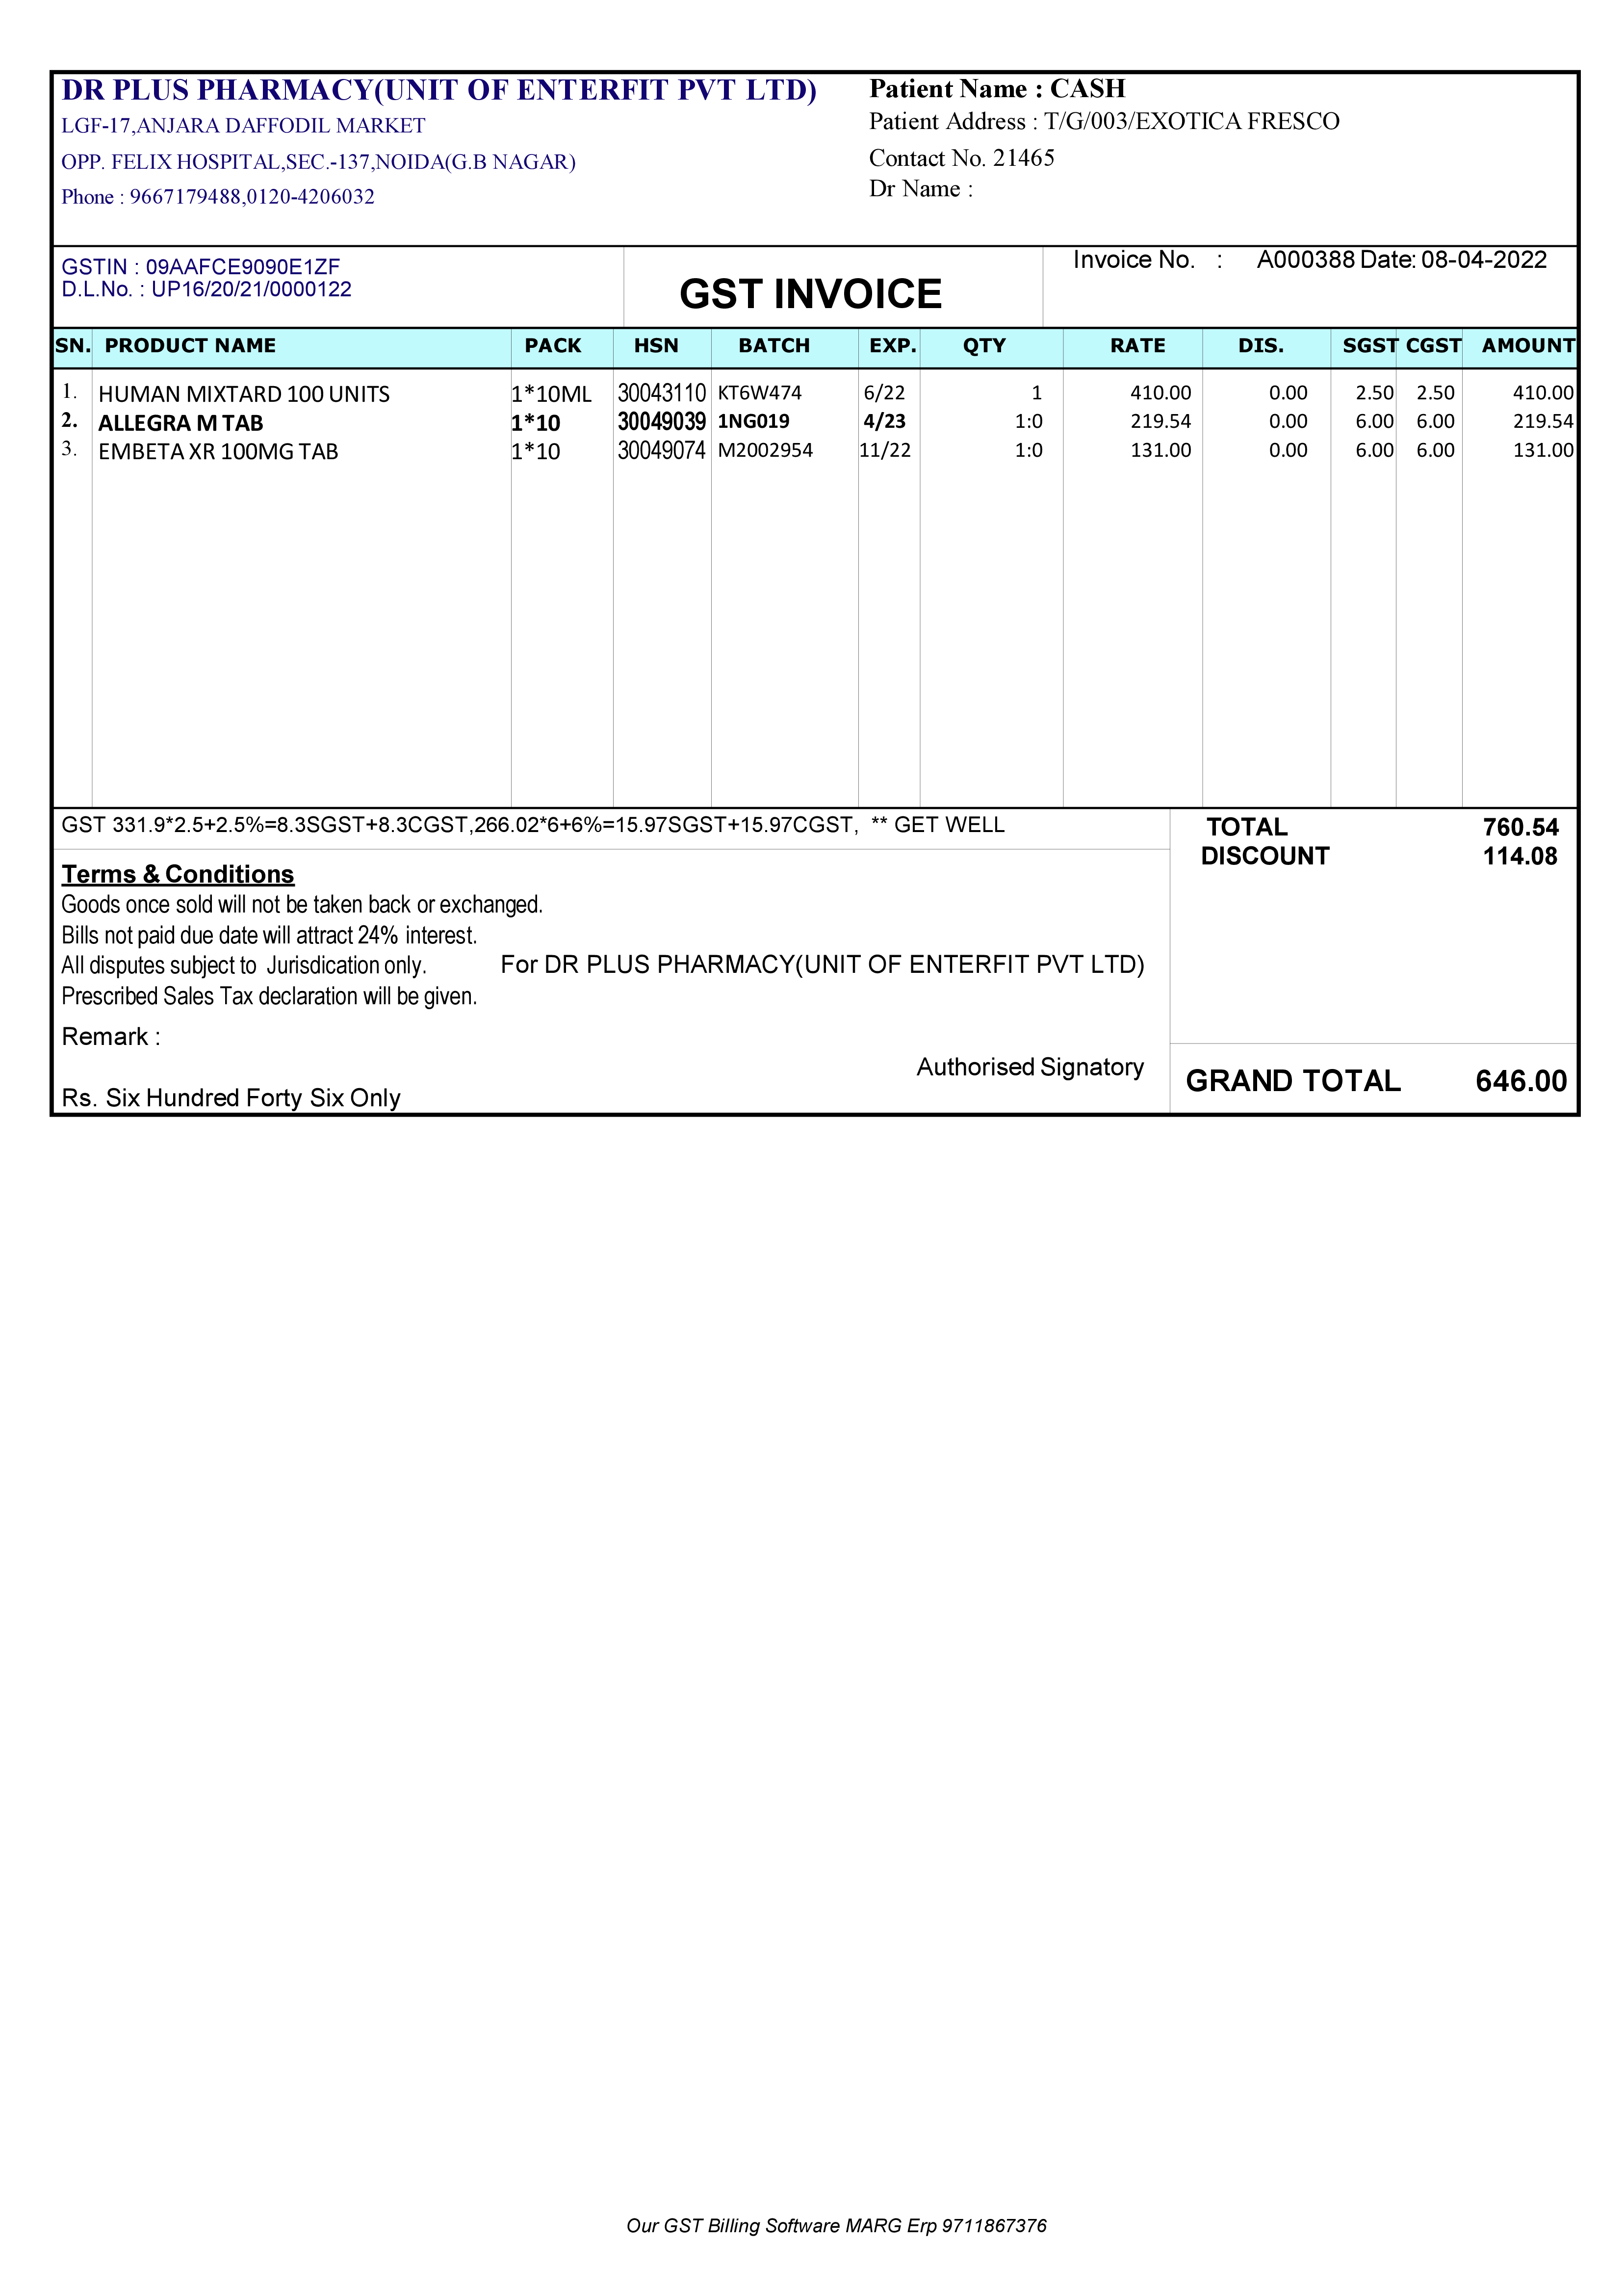 DR PLUS PHARMACY(UNIT OF ENTERFIT PVT LTD)
LGF-17,ANJARA DAFFODIL MARKET
OPP. FELIX HOSPITAL,SEC.-137,NOIDA(G.B NAGAR)
Phone : 9667179488,0120-4206032
Patient Name : CASH
Patient Address : T/G/003/EXOTICA FRESCO
Contact No. 21465
Dr Name :
GSTIN : 09AAFCE9090E1ZF
D.L.No. : UP16/20/21/0000122
GST INVOICE
Invoice No. : A000388 Date: 08-04-2022
SN. PRODUCT NAME PACK HSN BATCH EXP. QTY RATE DIS. SGST CGST AMOUNT
1. HUMAN MIXTARD 100 UNITS 1*10ML 30043110 KT6W474 6/22 1 410.00 0.00 2.50 2.50 410.00
2. ALLEGRA M TAB 1*10 30049039 1NG019 4/23 1:0 219.54 0.00 6.00 6.00 219.54
3. EMBETA XR 100MG TAB 1*10 30049074 M2002954 11/22 1:0 131.00 0.00 6.00 6.00 131.00
GST 331.9*2.5+2.5%=8.3SGST+8.3CGST,266.02*6+6%=15.97SGST+15.97CGST, ** GET WELL
TOTAL 760.54
DISCOUNT 114.08
Terms & Conditions
Goods once sold will not be taken back or exchanged.
Bills not paid due date will attract 24% interest.
All disputes subject to Jurisdication only.
Prescribed Sales Tax declaration will be given.
For DR PLUS PHARMACY(UNIT OF ENTERFIT PVT LTD)
Remark :
Authorised Signatory
Rs. Six Hundred Forty Six Only
GRAND TOTAL 646.00
Our GST Billing Software MARG Erp 9711867376